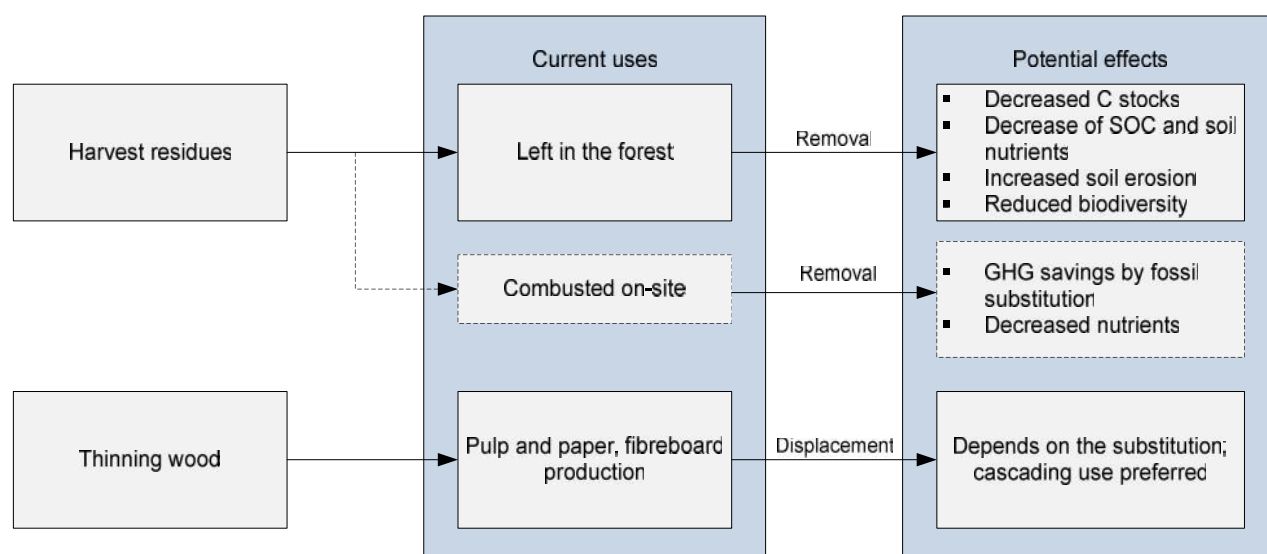 Current uses
Potential effects
Harvest residues
Left in the forest
Removal
▪ Decreased C stocks
▪ Decrease of SOC and soil
nutrients
▪ Increased soil erosion
▪ Reduced biodiversity
Combusted on-site
Removal
▪ GHG savings by fossil
substitution
▪ Decreased nutrients
Thinning wood
Pulp and paper, fibreboard
production
Displacement
Depends on the substitution;
cascading use preferred